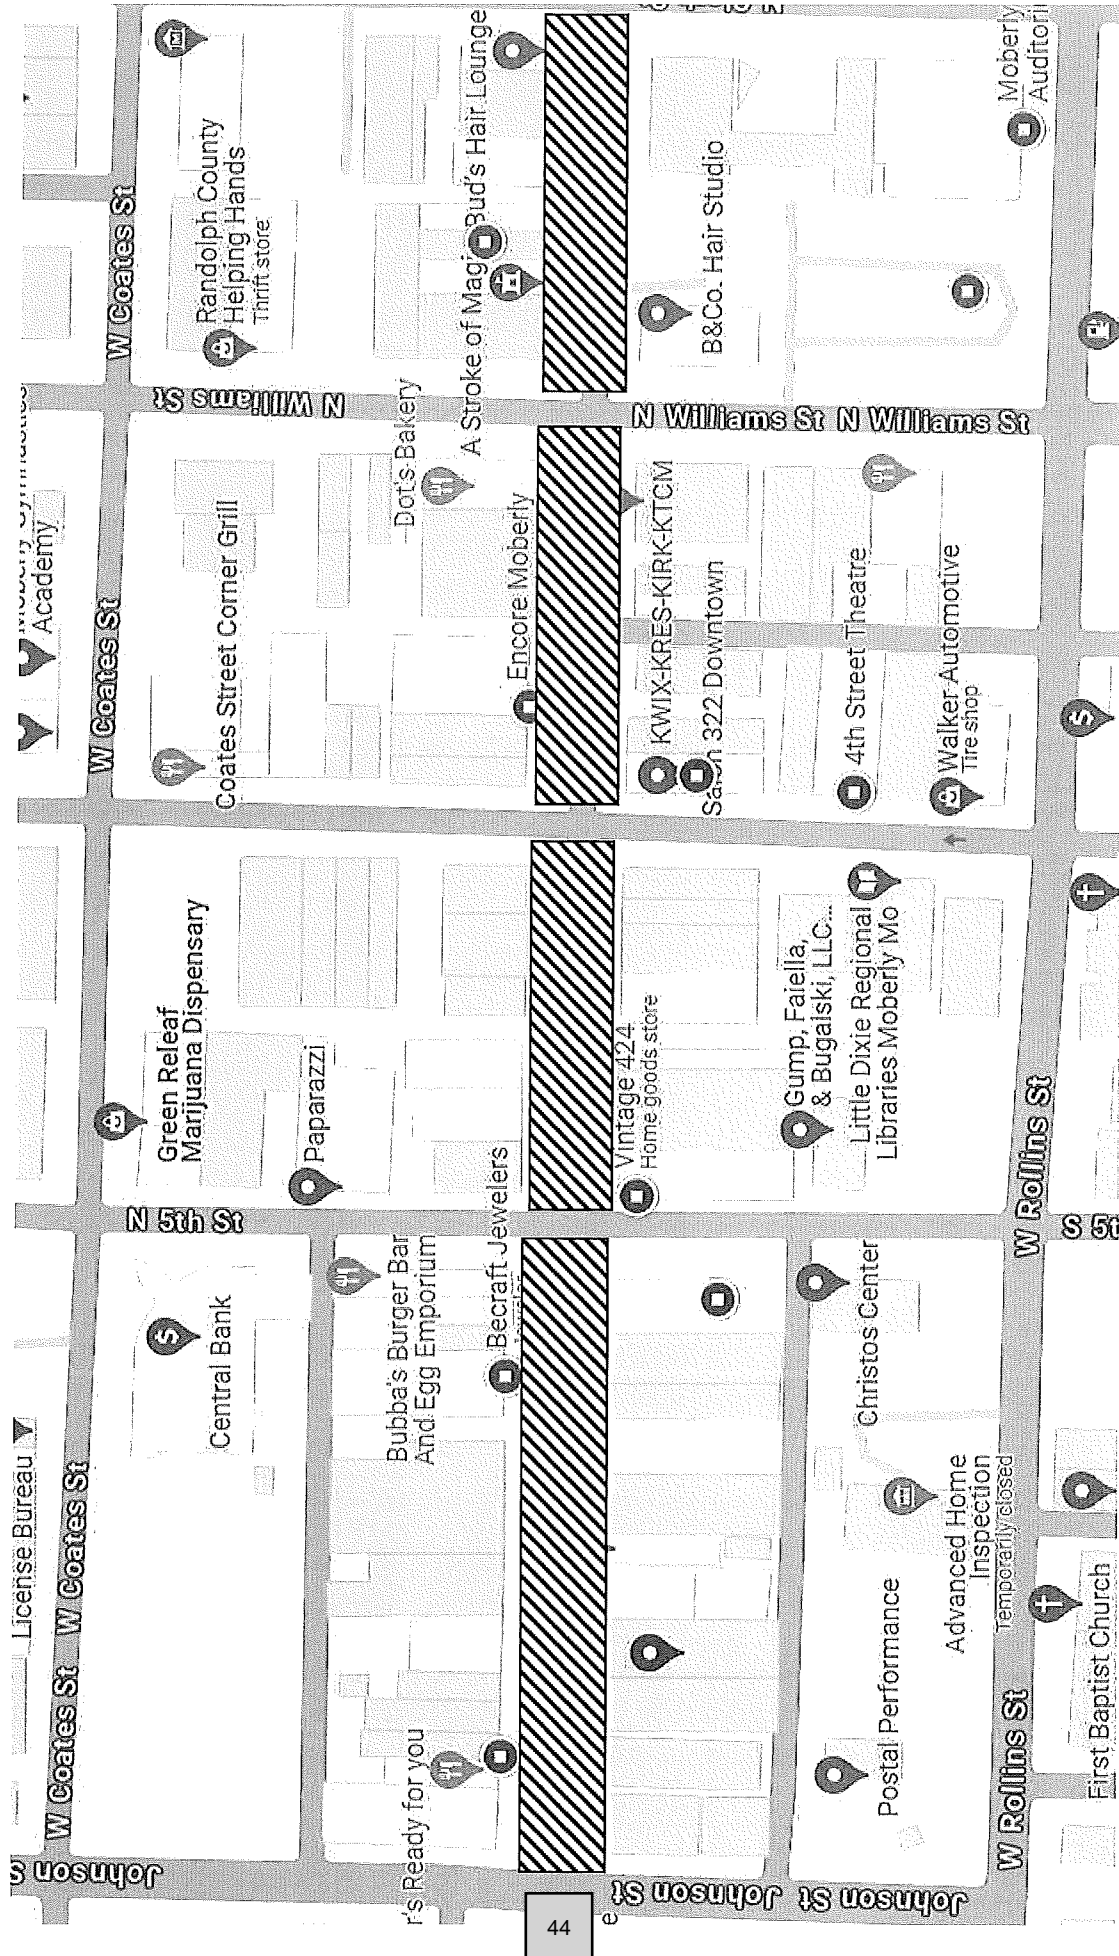 W Coates St
Randolph County
Helping Hands
Thrift store
Bud's Hair Lounge
A Stroke of Magi
B&Co. Hair Studio
Moberly
Auditori
N Williams St
N Williams St
N Williams St
Academy
W Coates St
Coates Street Corner Grill
Dot's Bakery
Encore Moberly
KWIX-KRES-KIRK-KTCM
322 Downtown
4th Street Theatre
Walker Automotive
Tire shop
Green Releaf
Marijuana Dispensary
Paparazzi
Vintage 424
Home goods store
Gump, Faiella,
& Bugalski, LLC...
Little Dixie Regional
Libraries Moberly Mo
W Rollins St
N 5th St
S 5t
Central Bank
Bubba's Burger Bar
And Egg Emporium
Becraft Jewelers
Christos Center
Advanced Home
Inspection
Temporarily closed
Postal Performance
First Baptist Church
License Bureau
W Coates St
W Coates St
r's Ready for you
Johnson S
Johnson St
Johnson St
W Rollins St
44
e